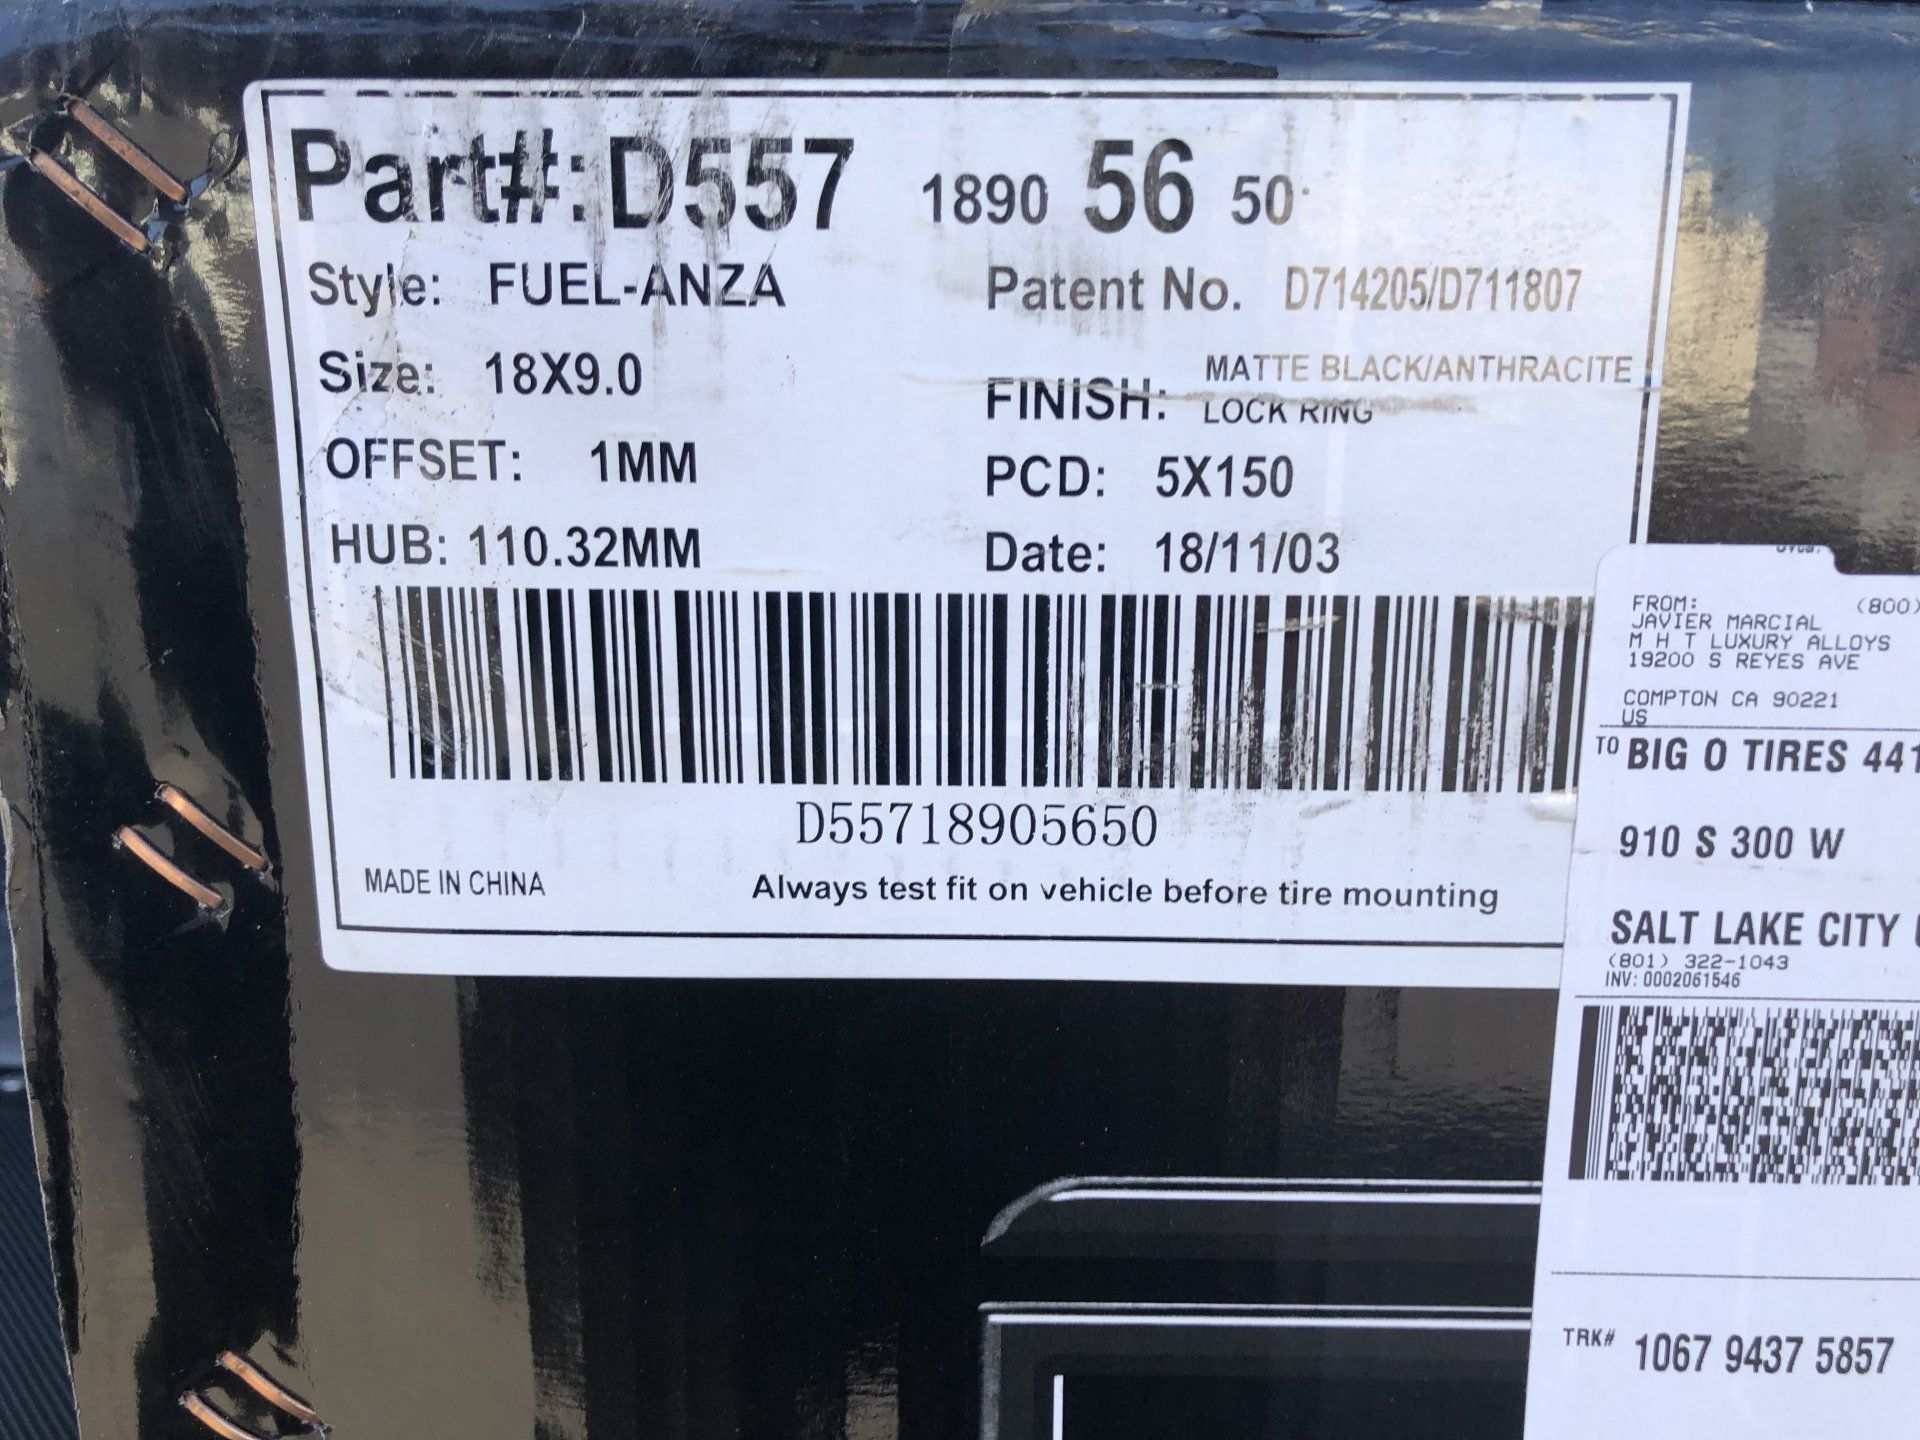 Part#: D557 1890 56 50
Style: FUEL-ANZA Patent No. D714205/D711807
Size: 18X9.0 FINISH: MATTE BLACK/ANTHRACITE
LOCK RING
OFFSET: 1MM PCD: 5X150
HUB: 110.32MM Date: 18/11/03
D55718905650
MADE IN CHINA Always test fit on vehicle before tire mounting
FROM: (800)
JAVIER MARCIAL
M H T LUXURY ALLOYS
19200 S REYES AVE
COMPTON CA 90221
US
TO BIG O TIRES 441
910 S 300 W
SALT LAKE CITY
(801) 322-1043
INV: 0002061546
TRK# 1067 9437 5857